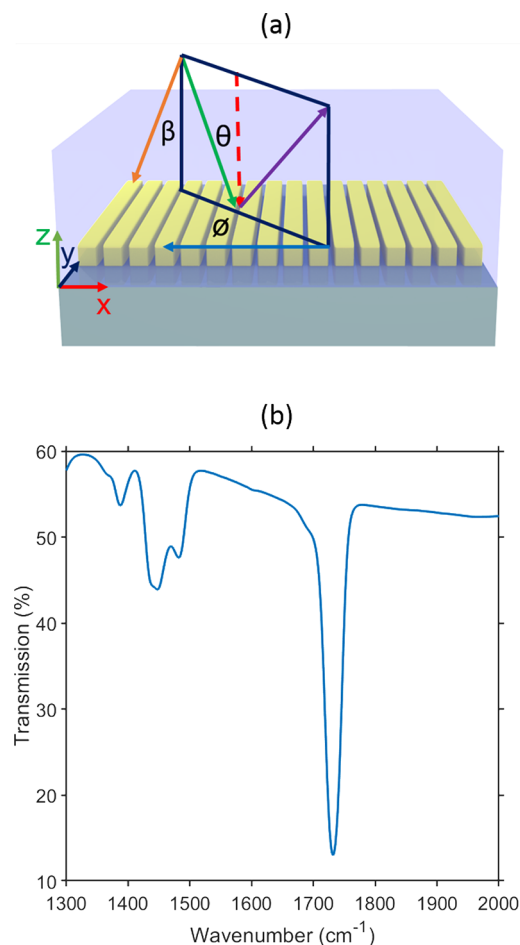 (a)
β
θ
ø
z
y
x
(b)
60
50
40
30
20
10
Transmission (%)
1300 1400 1500 1600 1700 1800 1900 2000
Wavenumber (cm⁻¹)